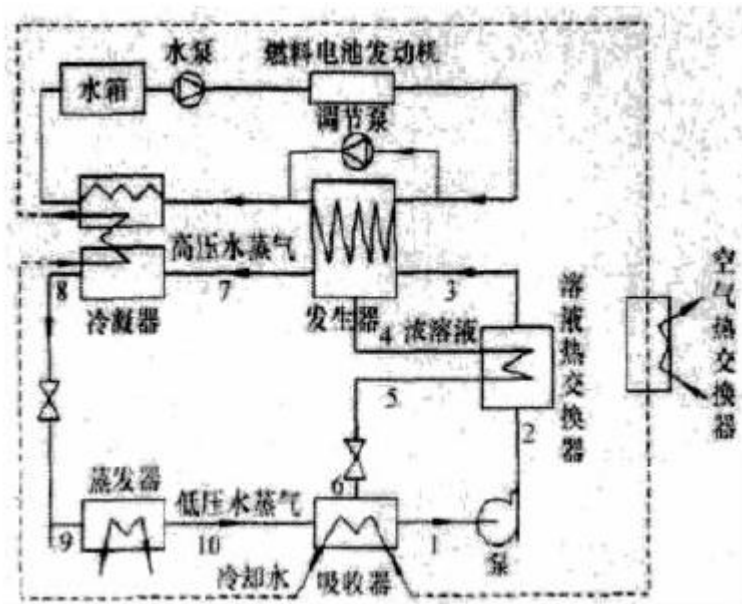 水泵
燃料电池发动机
水箱
调节泵
高压水蒸气
8
7
3
冷凝器
发生器
4
浓溶液
溶液热交换器
空气热交换器
5
2
6
蒸发器
低压水蒸气
9
10
1
泵
冷却水
吸收器